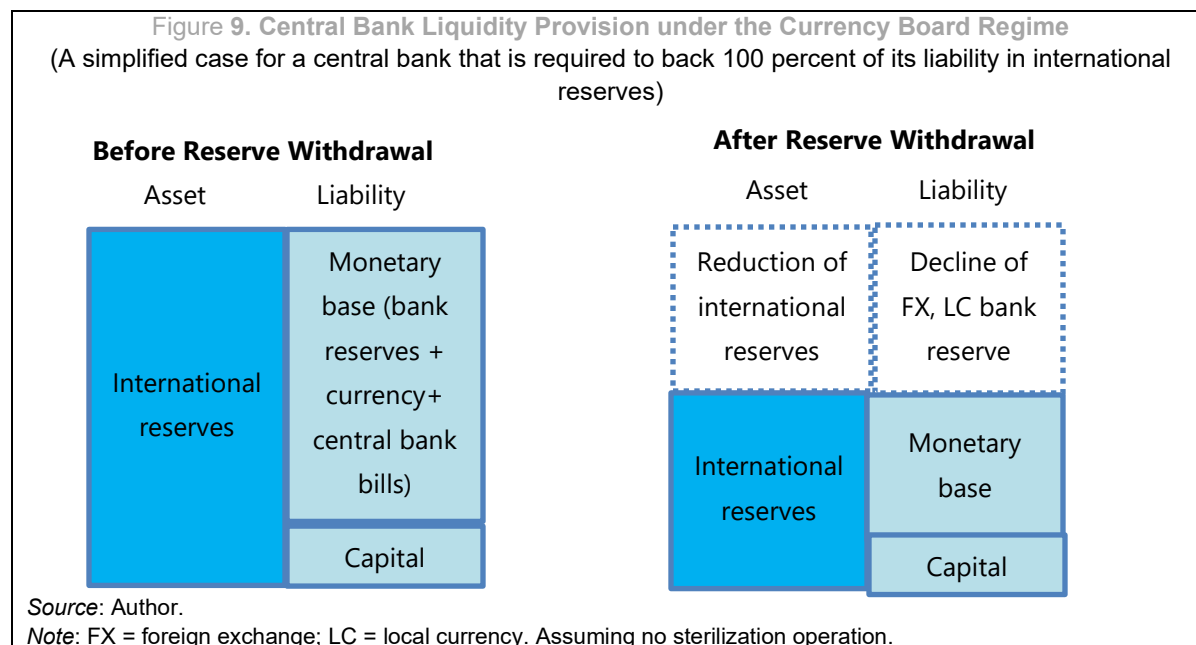 Figure 9. Central Bank Liquidity Provision under the Currency Board Regime
(A simplified case for a central bank that is required to back 100 percent of its liability in international
reserves)
Before Reserve Withdrawal
Asset Liability
International
reserves
Monetary
base (bank
reserves +
currency+
central bank
bills)
Capital
After Reserve Withdrawal
Asset Liability
Reduction of
international
reserves
Decline of
FX, LC bank
reserve
International
reserves
Monetary
base
Capital
Source: Author.
Note: FX = foreign exchange; LC = local currency. Assuming no sterilization operation.